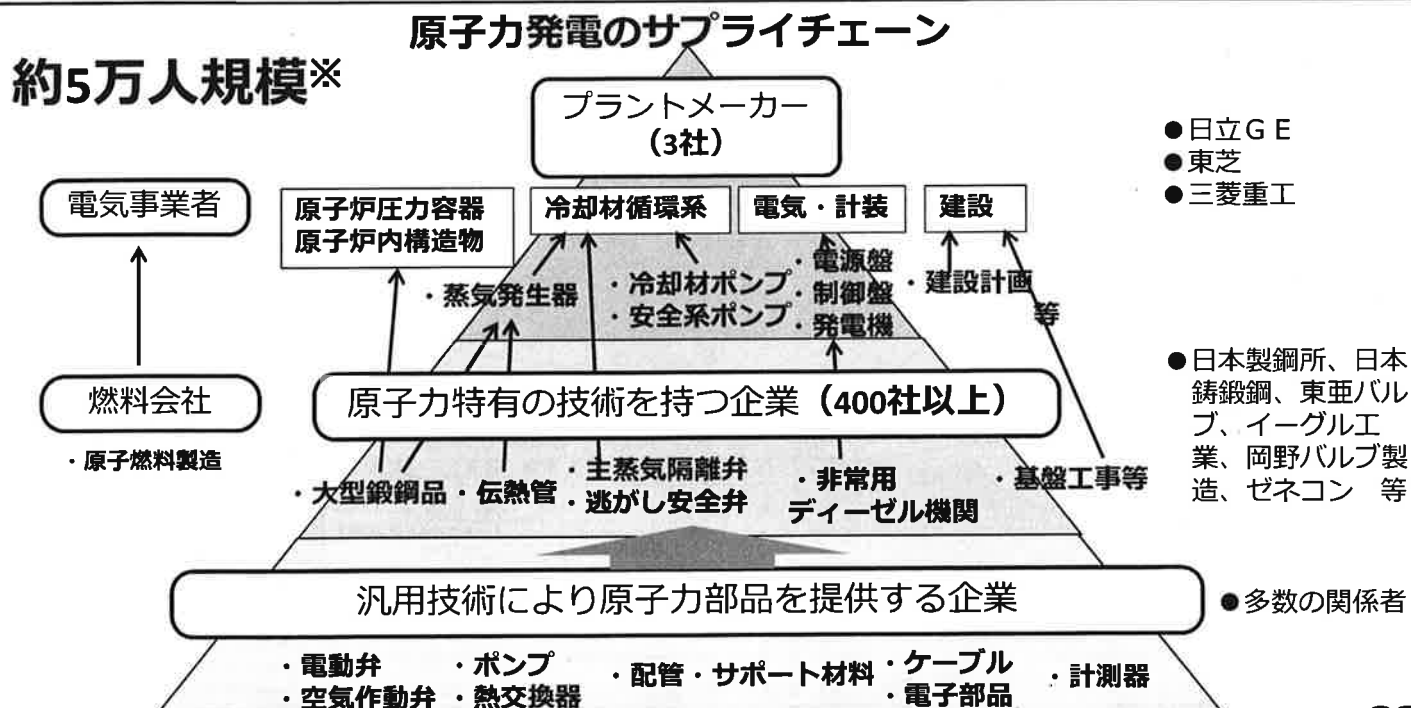 原子力発電のサプライチェーン
約5万人規模※
プラントメーカー
（3社）
●日立ＧＥ
●東芝
●三菱重工
電気事業者
原子炉圧力容器
原子炉内構造物
冷却材循環系
電気・計装
建設
・蒸気発生器
・冷却材ポンプ
・安全系ポンプ
・電源盤
・制御盤
・発電機
・建設計画
等
燃料会社
・原子燃料製造
原子力特有の技術を持つ企業（400社以上）
●日本製鋼所、日本
鋳鍛鋼、東亜バル
ブ、イーグル工
業、岡野バルブ製
造、ゼネコン　等
・大型鍛鋼品
・伝熱管
・主蒸気隔離弁
・逃がし安全弁
・非常用
ディーゼル機関
・基盤工事等
汎用技術により原子力部品を提供する企業
●多数の関係者
・電動弁
・空気作動弁
・ポンプ
・熱交換器
・配管・サポート材料
・ケーブル
・電子部品
・計測器